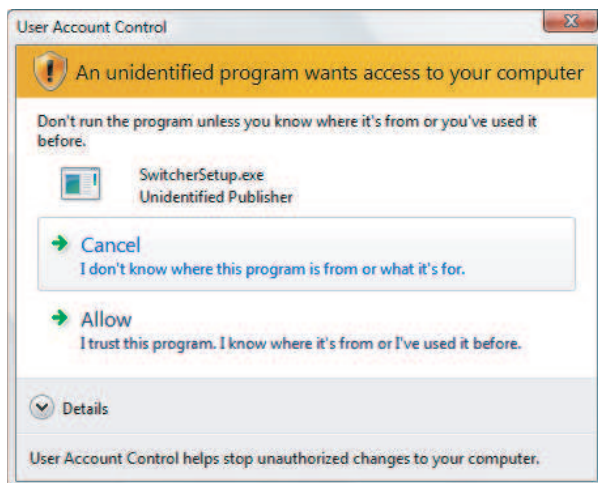 User Account Control
An unidentified program wants access to your computer
Don't run the program unless you know where it's from or you've used it
before.
SwitcherSetup.exe
Unidentified Publisher
Cancel
I don't know where this program is from or what it's for.
Allow
I trust this program. I know where it's from or I've used it before.
Details
User Account Control helps stop unauthorized changes to your computer.